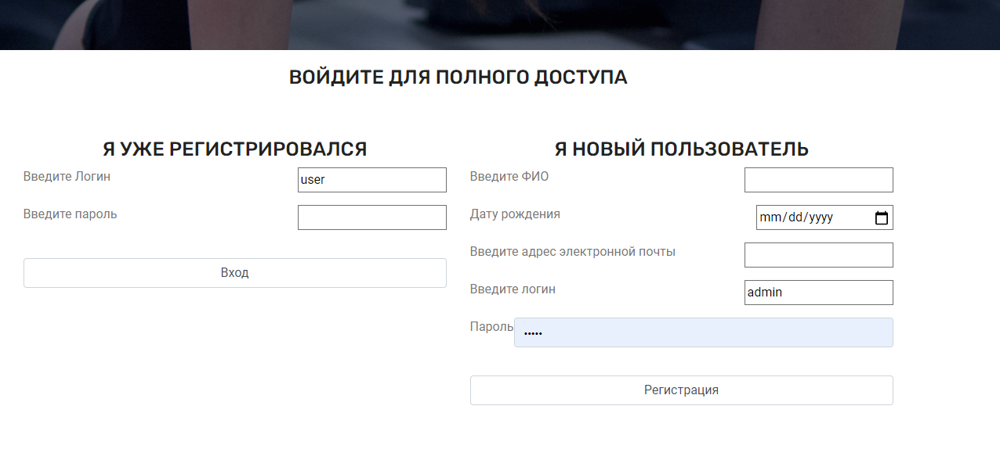 ВОЙДИТЕ ДЛЯ ПОЛНОГО ДОСТУПА
Я УЖЕ РЕГИСТРИРОВАЛСЯ
Введите Логин
user
Введите пароль
Вход
Я НОВЫЙ ПОЛЬЗОВАТЕЛЬ
Введите ФИО
Дату рождения
mm/dd/yyyy
Введите адрес электронной почты
Введите логин
admin
Пароль
•••••
Регистрация